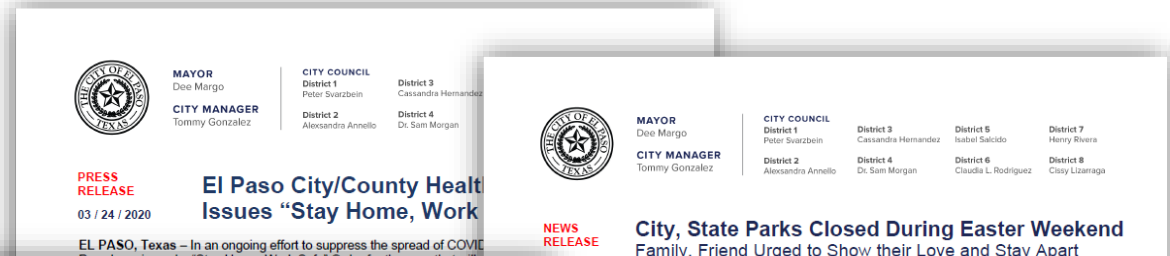 THE CITY OF EL PASO
TEXAS
MAYOR
Dee Margo
CITY MANAGER
Tommy Gonzalez
CITY COUNCIL
District 1
Peter Svarzbein
District 2
Alexsandra Annello
District 3
Cassandra Hernandez
District 4
Dr. Sam Morgan
PRESS
RELEASE
03 / 24 / 2020
El Paso City/County Healt
Issues “Stay Home, Work
EL PASO, Texas – In an ongoing effort to suppress the spread of COVID
THE CITY OF EL PASO
TEXAS
MAYOR
Dee Margo
CITY MANAGER
Tommy Gonzalez
CITY COUNCIL
District 1
Peter Svarzbein
District 2
Alexsandra Annello
District 3
Cassandra Hernandez
District 4
Dr. Sam Morgan
District 5
Isabel Salcido
District 6
Claudia L. Rodriguez
District 7
Henry Rivera
District 8
Cissy Lizarraga
NEWS
RELEASE
City, State Parks Closed During Easter Weekend
Family, Friend Urged to Show their Love and Stay Apart